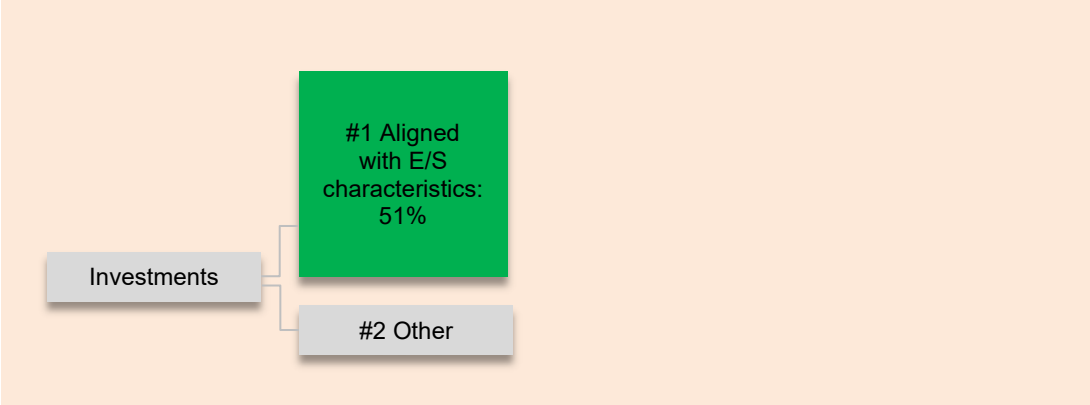 #1 Aligned
with E/S
characteristics:
51%
Investments
#2 Other